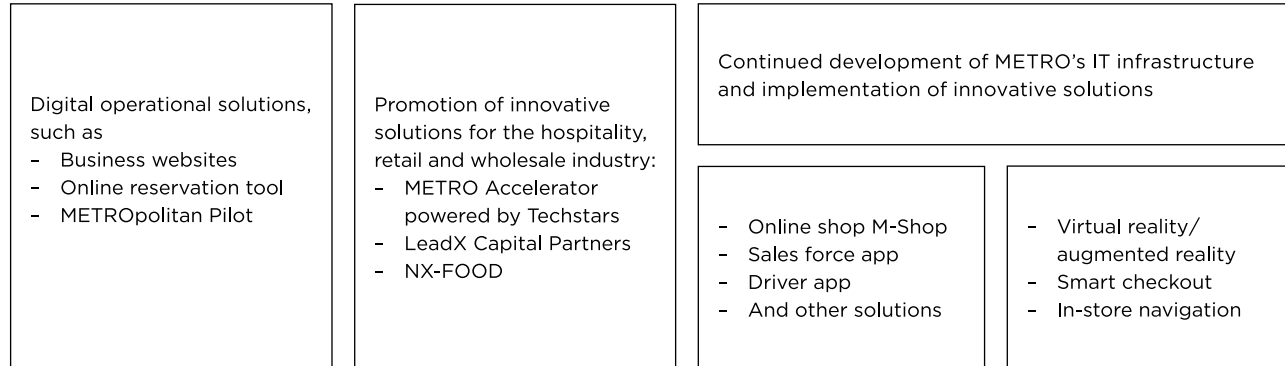 Digital operational solutions,
such as
– Business websites
– Online reservation tool
– METROpolitan Pilot
Promotion of innovative
solutions for the hospitality,
retail and wholesale industry:
– METRO Accelerator
powered by Techstars
– LeadX Capital Partners
– NX-FOOD
Continued development of METRO’s IT infrastructure
and implementation of innovative solutions
– Online shop M-Shop
– Sales force app
– Driver app
– And other solutions
– Virtual reality/
augmented reality
– Smart checkout
– In-store navigation